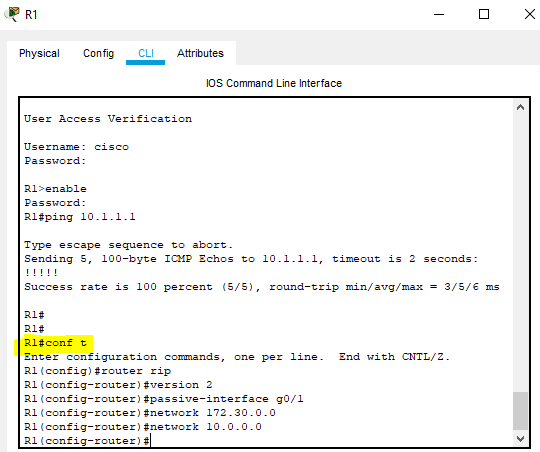 R1
Physical Config CLI Attributes
IOS Command Line Interface
User Access Verification
Username: cisco
Password:
R1>enable
Password:
R1#ping 10.1.1.1
Type escape sequence to abort.
Sending 5, 100-byte ICMP Echos to 10.1.1.1, timeout is 2 seconds:
!!!!!
Success rate is 100 percent (5/5), round-trip min/avg/max = 3/5/6 ms
R1#
R1#
R1#conf t
Enter configuration commands, one per line.  End with CNTL/Z.
R1(config)#router rip
R1(config-router)#version 2
R1(config-router)#passive-interface g0/1
R1(config-router)#network 172.30.0.0
R1(config-router)#network 10.0.0.0
R1(config-router)#